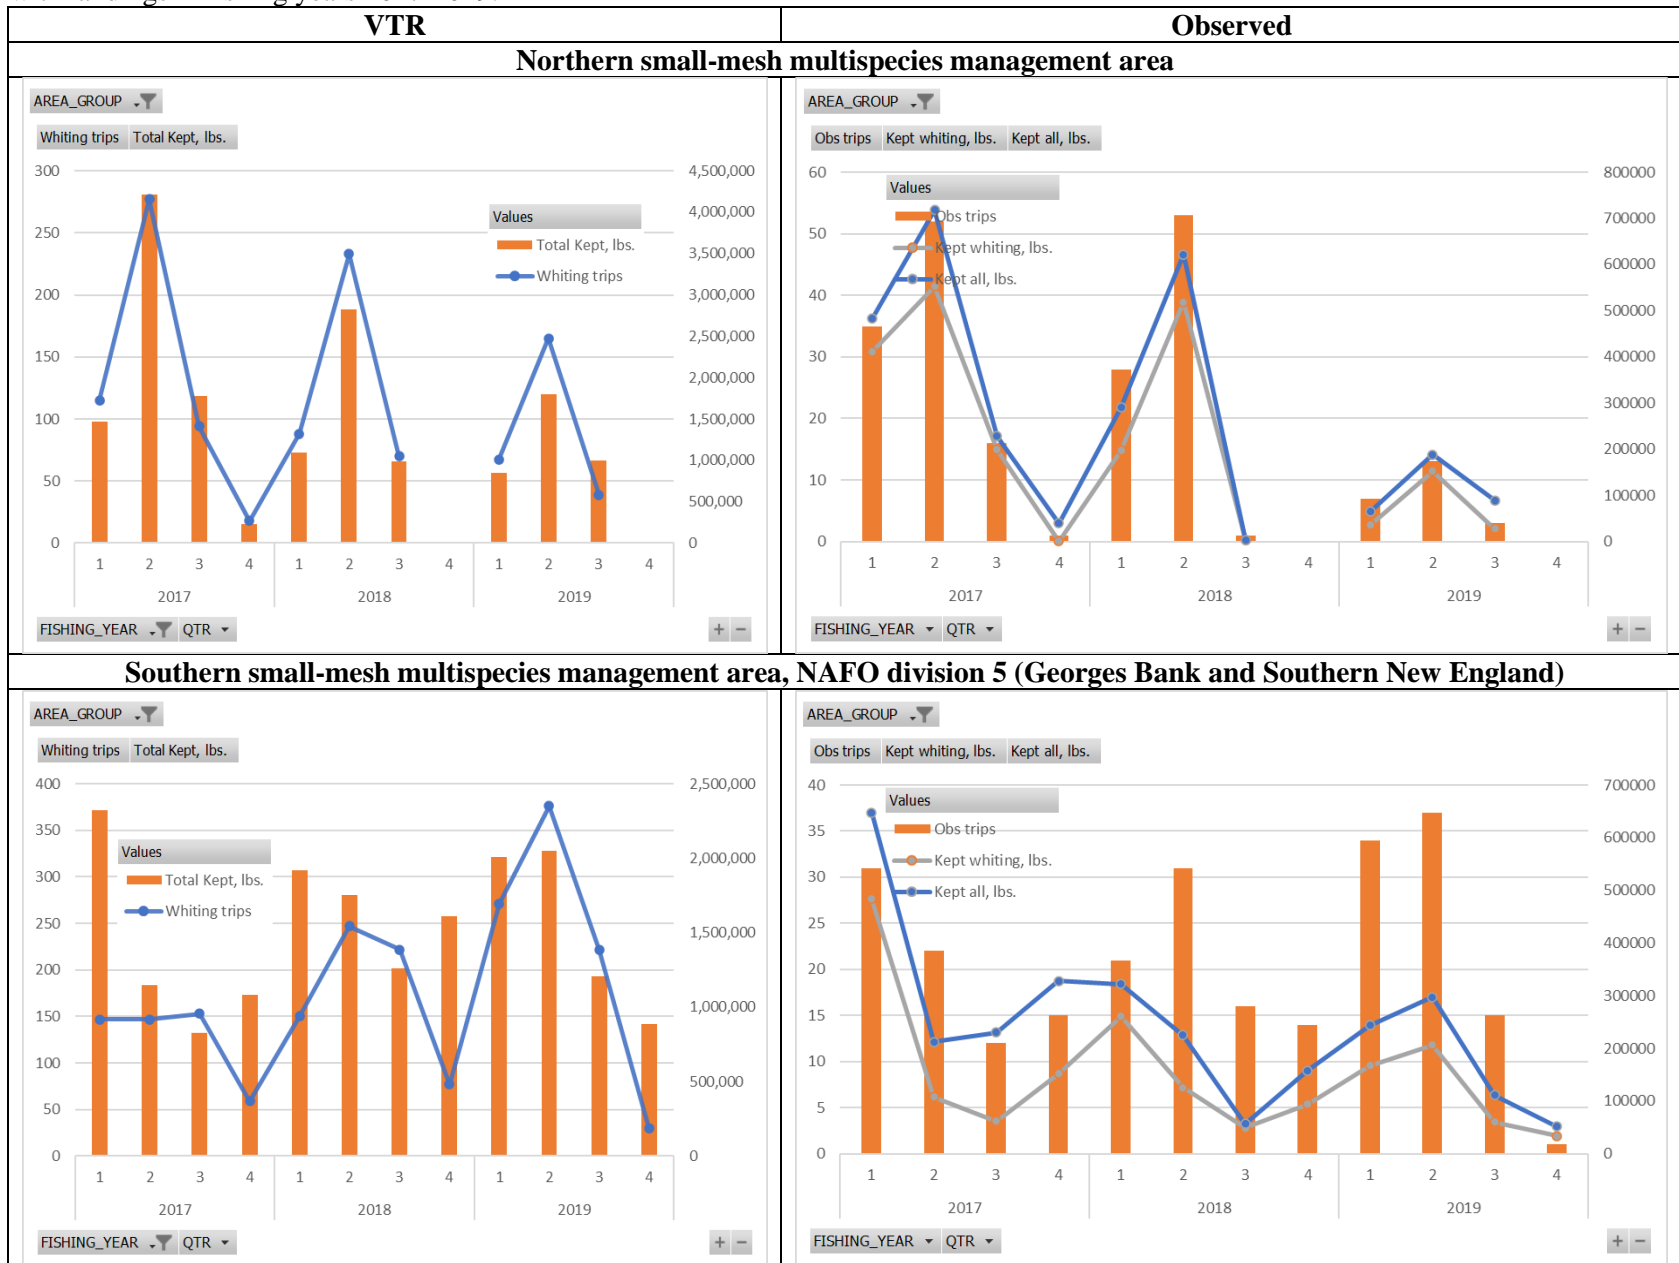 VTR
Observed
Northern small-mesh multispecies management area
AREA_GROUP
Whiting trips Total Kept, lbs.
300
250
200
150
100
50
0
4,500,000
4,000,000
3,500,000
3,000,000
2,500,000
2,000,000
1,500,000
1,000,000
500,000
0
Values
Total Kept, lbs.
Whiting trips
1 2 3 4 1 2 3 4 1 2 3 4
2017 2018 2019
FISHING_YEAR QTR
+ −
AREA_GROUP
Obs trips Kept whiting, lbs. Kept all, lbs.
60
50
40
30
20
10
0
800000
700000
600000
500000
400000
300000
200000
100000
0
Values
Obs trips
Kept whiting, lbs.
Kept all, lbs.
1 2 3 4 1 2 3 4 1 2 3 4
2017 2018 2019
FISHING_YEAR QTR
+ −
Southern small-mesh multispecies management area, NAFO division 5 (Georges Bank and Southern New England)
AREA_GROUP
Whiting trips Total Kept, lbs.
400
350
300
250
200
150
100
50
0
2,500,000
2,000,000
1,500,000
1,000,000
500,000
0
Values
Total Kept, lbs.
Whiting trips
1 2 3 4 1 2 3 4 1 2 3 4
2017 2018 2019
FISHING_YEAR QTR
+ −
AREA_GROUP
Obs trips Kept whiting, lbs. Kept all, lbs.
40
35
30
25
20
15
10
5
0
700000
600000
500000
400000
300000
200000
100000
0
Values
Obs trips
Kept whiting, lbs.
Kept all, lbs.
1 2 3 4 1 2 3 4 1 2 3 4
2017 2018 2019
FISHING_YEAR QTR
+ −